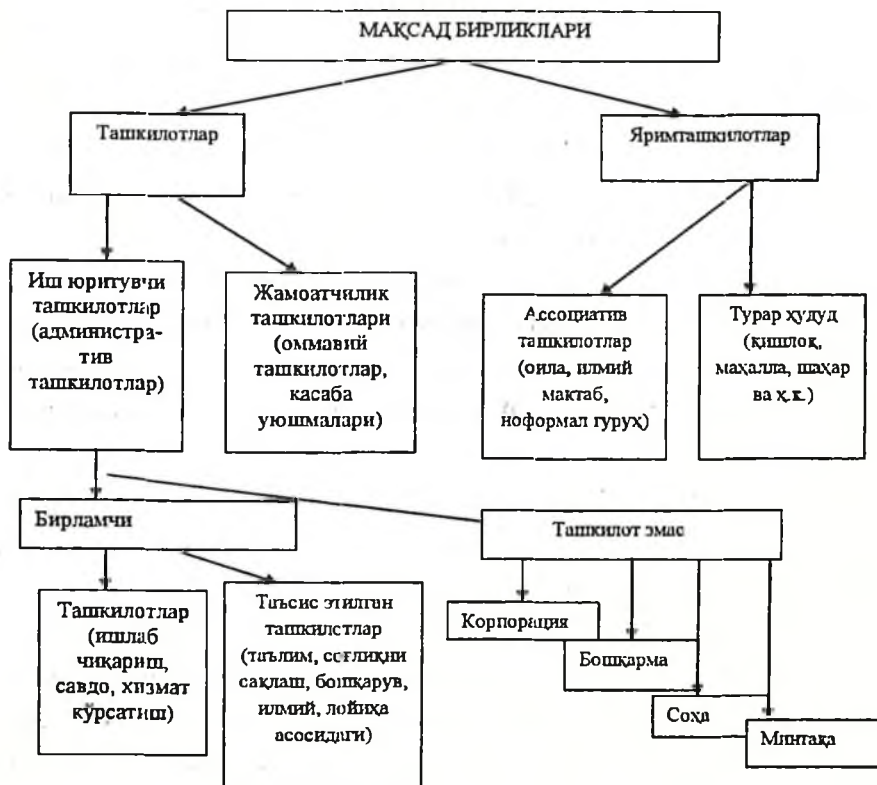 МАҚСАД БИРЛИКЛАРИ
Ташкилотлар
Яримташкилотлар
Иш юритувчи
ташкилотлар
(администра-
тив
ташкилотлар)
Жамоатчилик
ташкилотлари
(оммавий
ташкилотлар,
касаба
уюшмалари)
Ассоциатив
ташкилотлар
(оила, илмий
мактаб,
ноформал гуруҳ)
Турар ҳудуд
(қишлоқ,
маҳалла, шаҳар
ва ҳ.к.)
Бирламчи
Ташкилот эмас
Ташкилотлар
(ишлаб
чиқариш,
савдо, хизмат
кўрсатиш)
Таъсис этилган
ташкилотлар
(таълим, соғлиқни
сақлаш, бошқарув,
илмий, лойиҳа
асосидаги)
Корпорация
Бошқарма
Соҳа
Минтақа